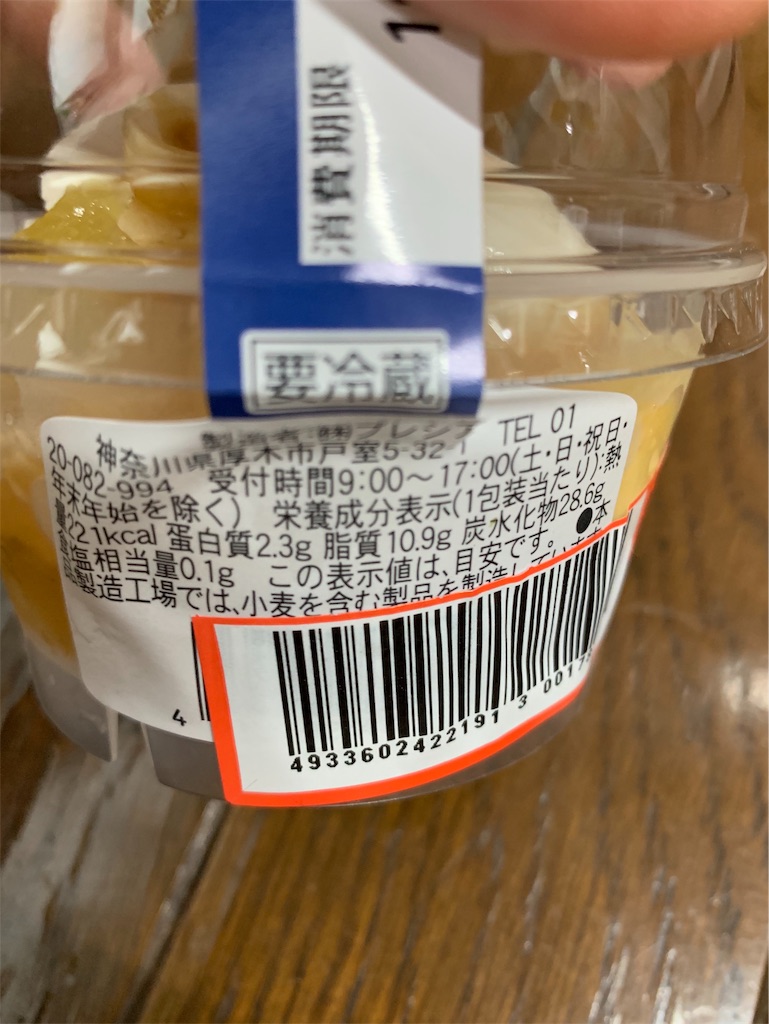 消費期限
要冷蔵
製造者:㈱プレシア TEL 01
20-082-994 神奈川県厚木市戸室5-32-1
受付時間9:00～17:00(土・日・祝日・
年末年始を除く) 栄養成分表示(1包装当たり):熱
量221kcal 蛋白質2.3g 脂質10.9g 炭水化物28.6g
塩相当量0.1g この表示値は、目安です。 ●本
製造工場では、小麦を含む製品を製造してい
4
4933602422191 3 0017